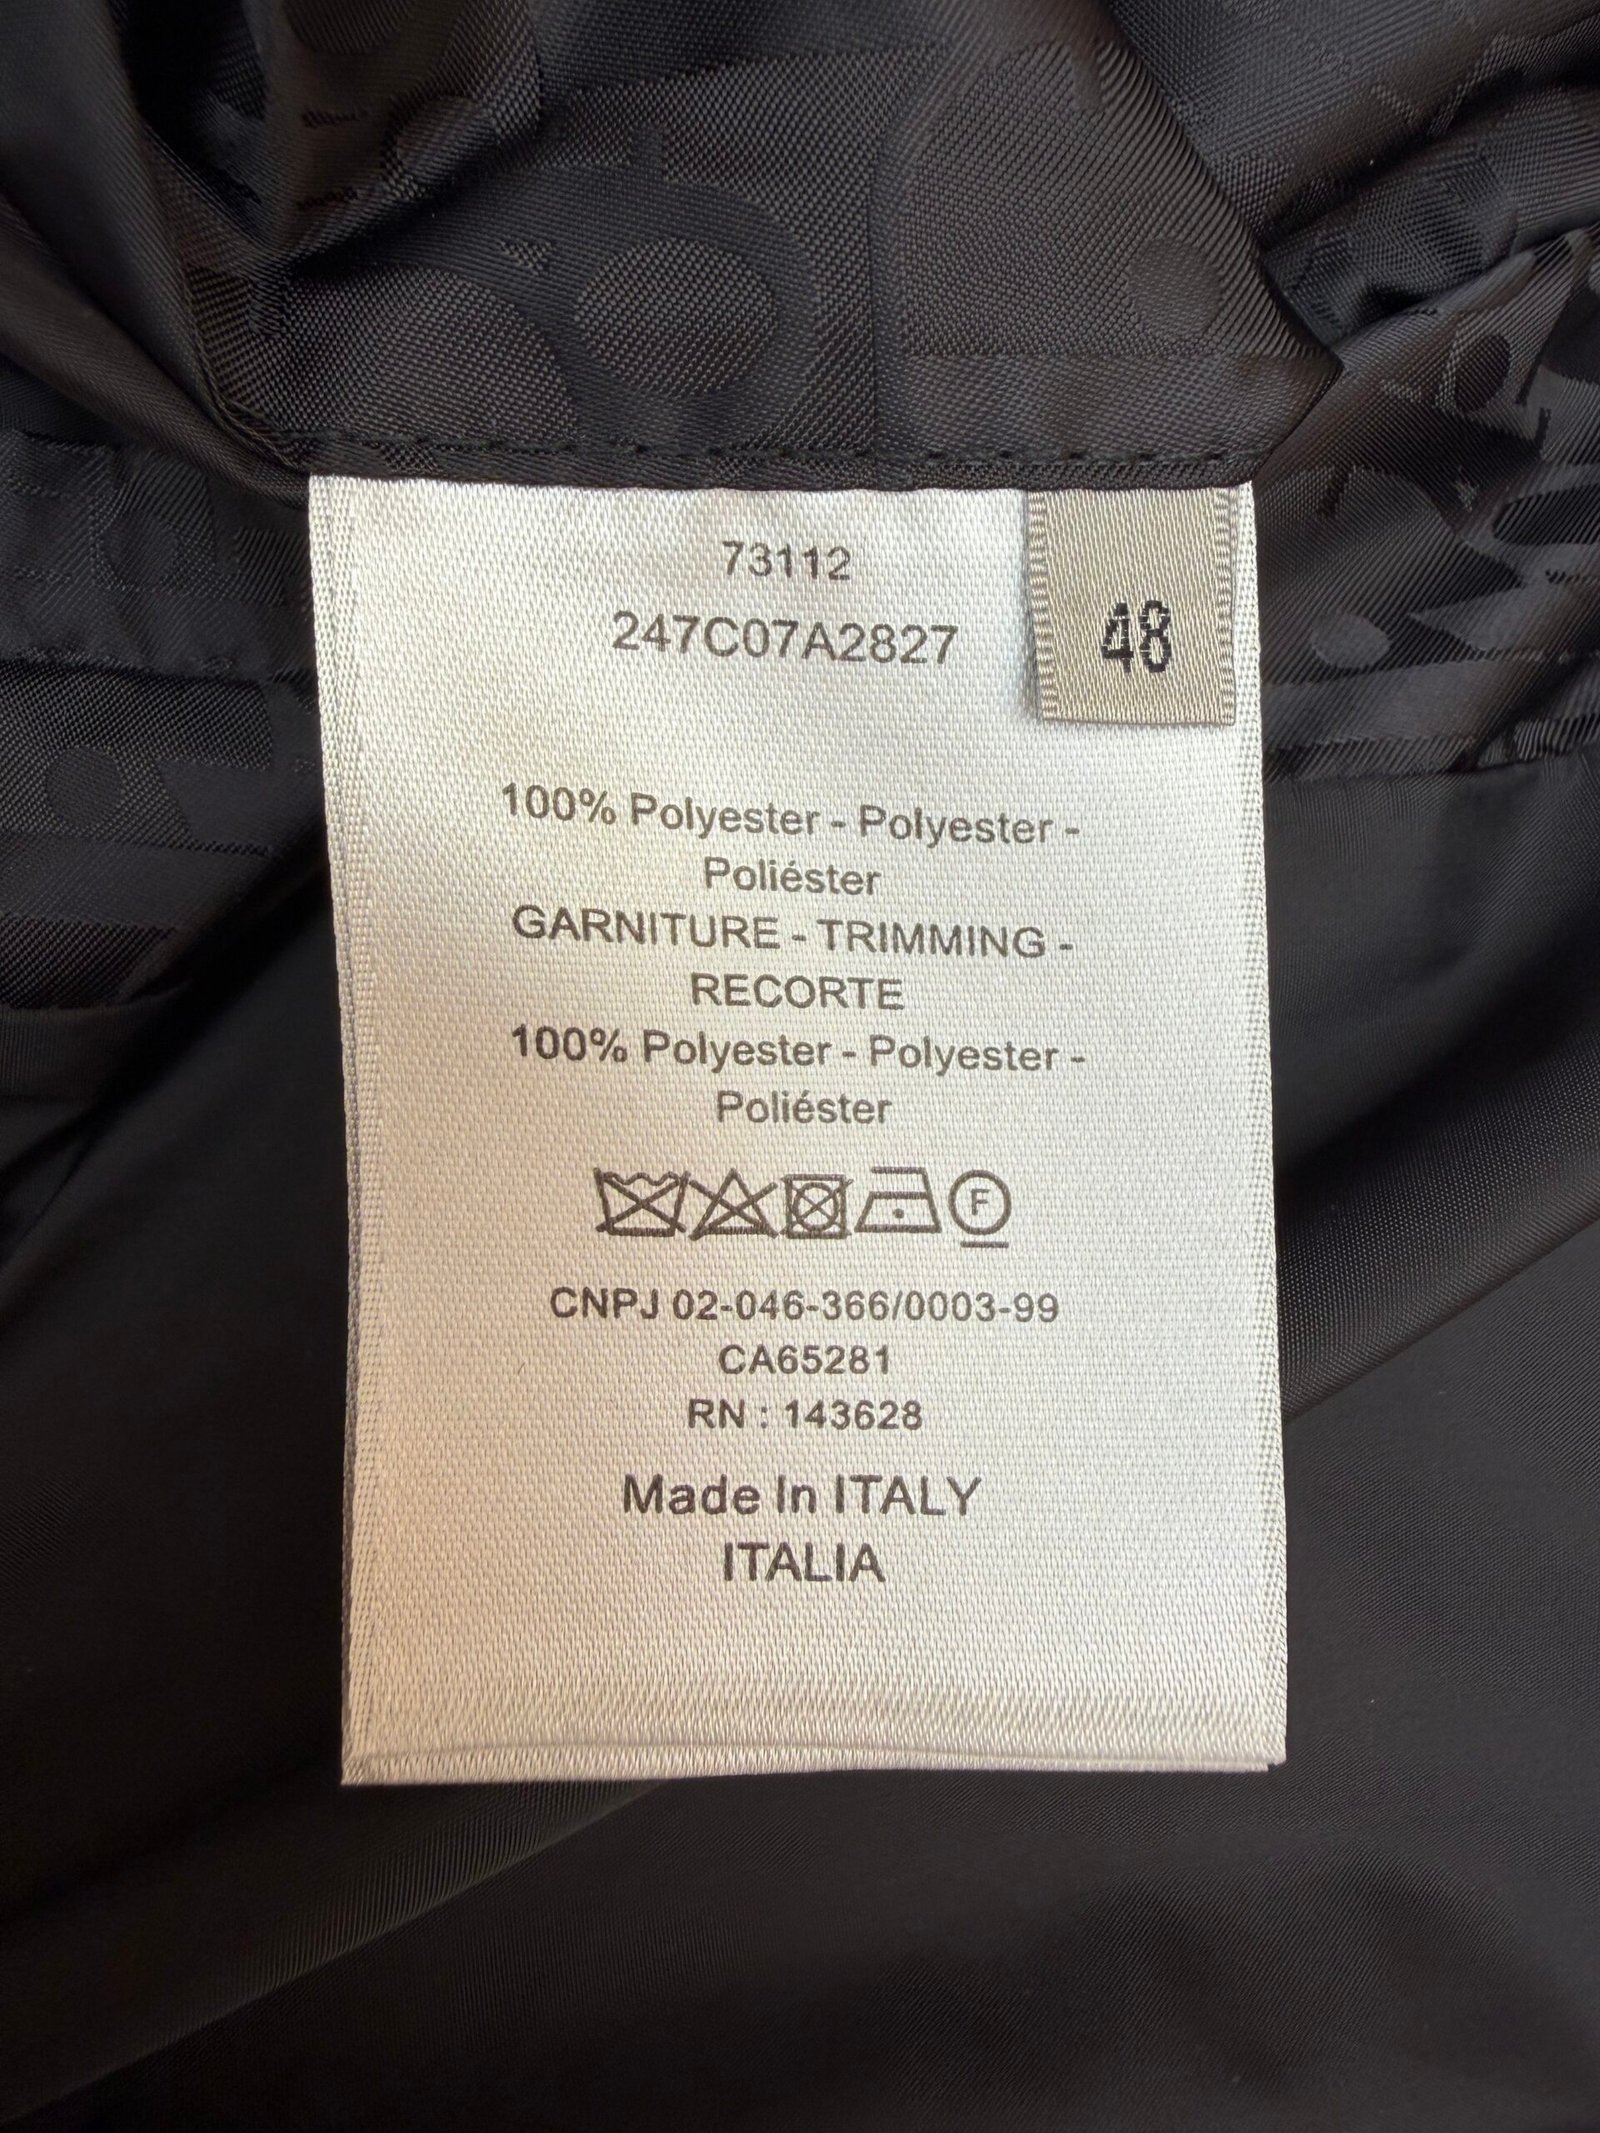 73112
247C07A2827
48
100% Polyester - Polyester -
Poliéster
GARNITURE - TRIMMING -
RECORTE
100% Polyester - Polyester -
Poliéster
F
CNPJ 02-046-366/0003-99
CA65281
RN : 143628
Made In ITALY
ITALIA